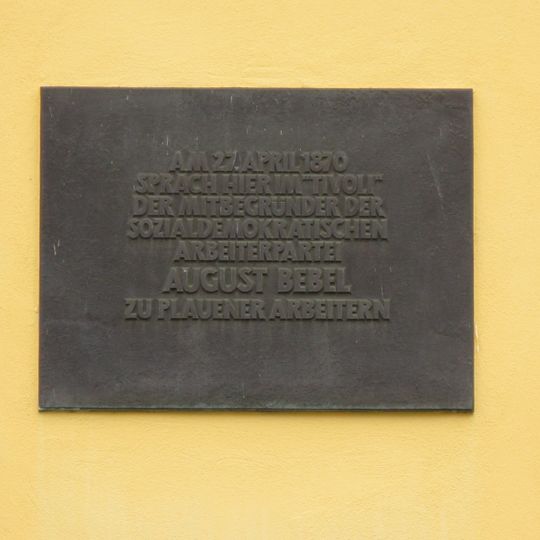 AM 27. APRIL 1870
SPRACH HIER IM "TIVOLI"
DER MITBEGRÜNDER DER
SOZIALDEMOKRATISCHEN
ARBEITERPARTEI
AUGUST BEBEL
ZU PLAUENER ARBEITERN